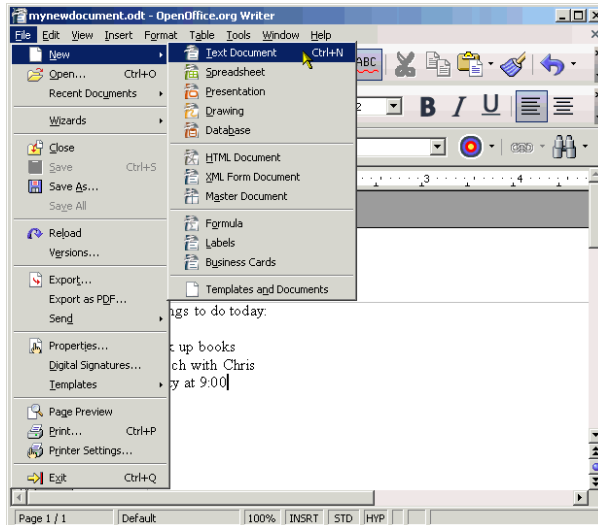 mynewdocument.odt - OpenOffice.org Writer
File Edit View Insert Format Table Tools Window Help
New
Open... Ctrl+O
Recent Documents
Wizards
Close
Save Ctrl+S
Save As...
Save All
Reload
Versions...
Export...
Export as PDF...
Send
Properties...
Digital Signatures...
Templates
Page Preview
Print... Ctrl+P
Printer Settings...
Exit Ctrl+Q
Text Document Ctrl+N
Spreadsheet
Presentation
Drawing
Database
HTML Document
XML Form Document
Master Document
Formula
Labels
Business Cards
Templates and Documents
ABC
B I U
3 4
ngs to do today:
up books
ch with Chris
at 9:00
Page 1 / 1 Default 100% INSRT STD HYP